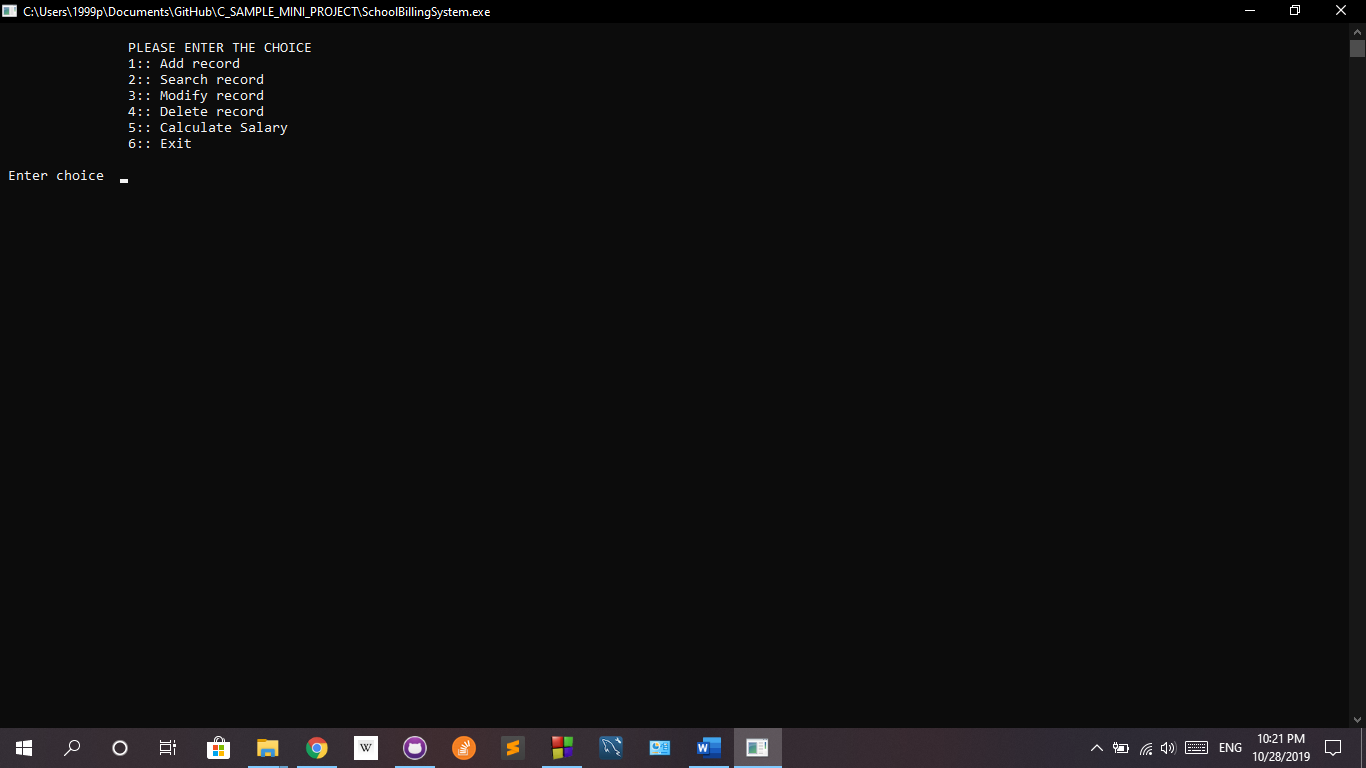 C:\Users\1999p\Documents\GitHub\C_SAMPLE_MINI_PROJECT\SchoolBillingSystem.exe
PLEASE ENTER THE CHOICE
1:: Add record
2:: Search record
3:: Modify record
4:: Delete record
5:: Calculate Salary
6:: Exit
Enter choice
W
W
ENG
10:21 PM
10/28/2019